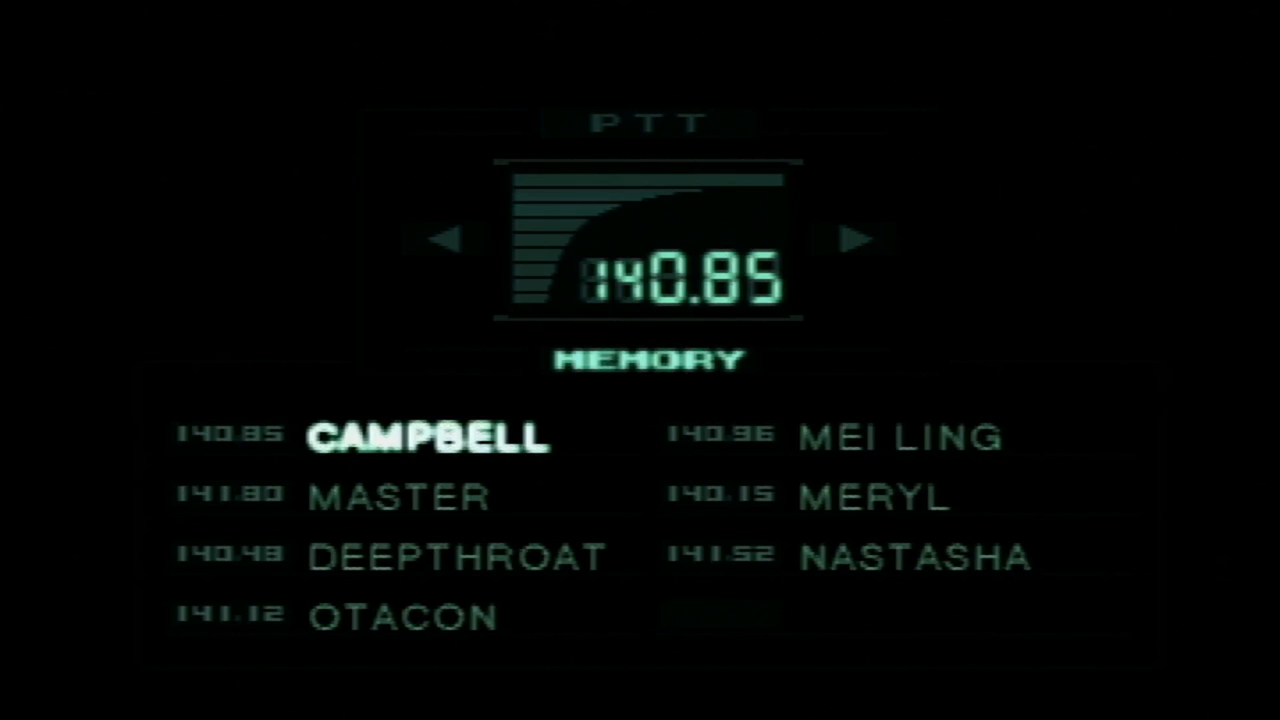 PTT
140.85
MEMORY
140.85 CAMPBELL 140.96 MEI LING
141.80 MASTER 140.15 MERYL
140.48 DEEPTHROAT 141.52 NASTASHA
141.12 OTACON